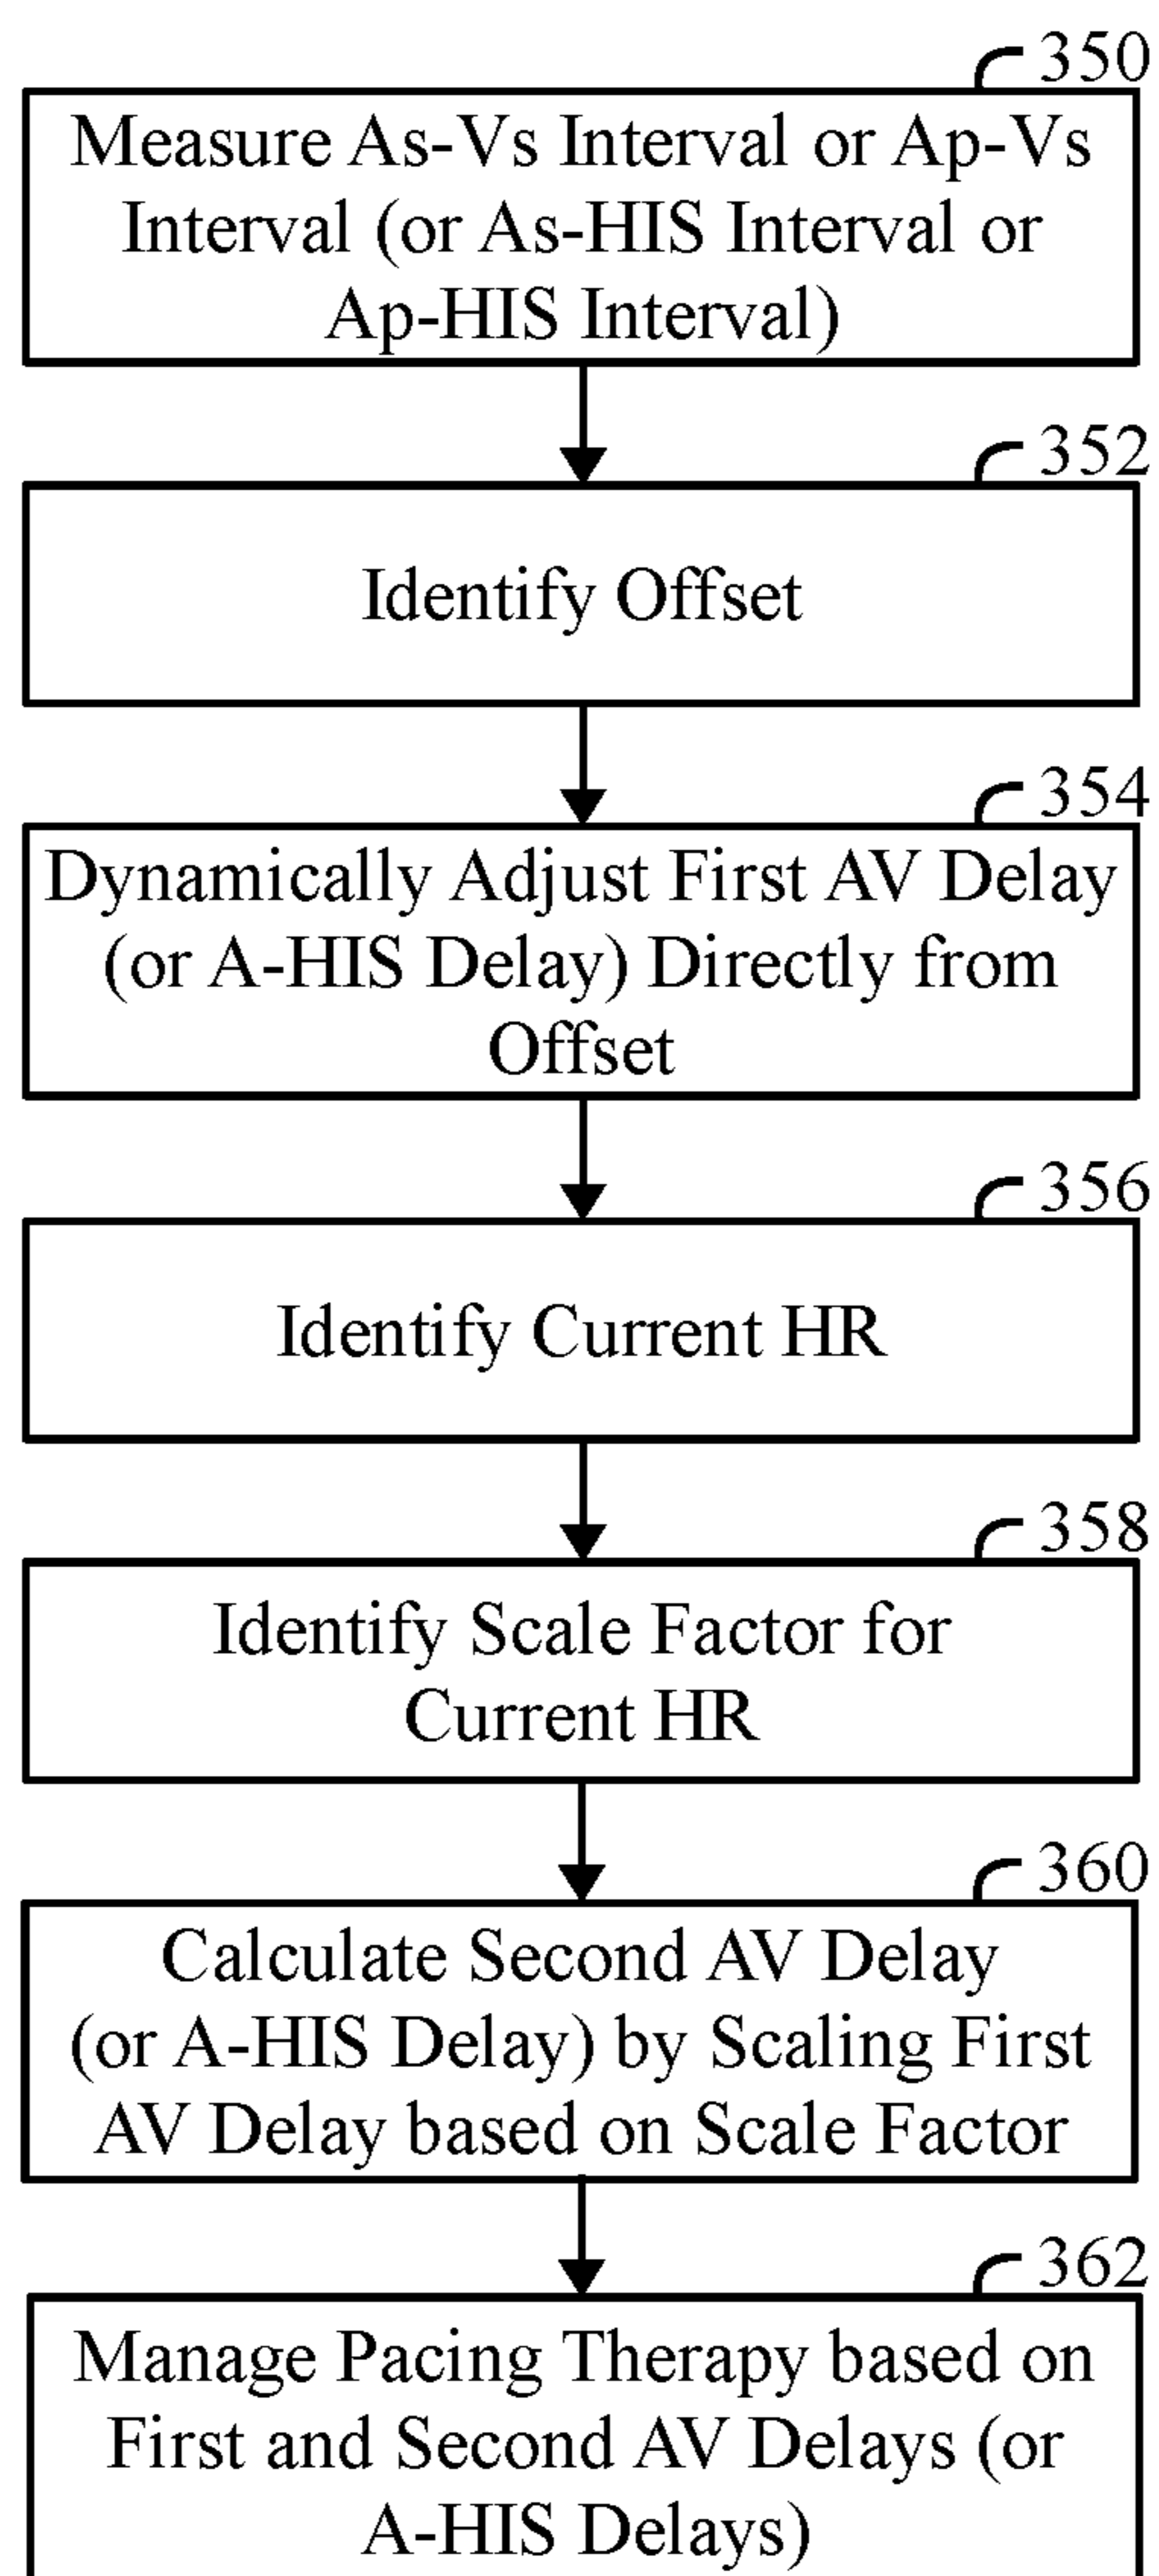 350
Measure As-Vs Interval or Ap-Vs
Interval (or As-HIS Interval or
Ap-HIS Interval)
352
Identify Offset
354
Dynamically Adjust First AV Delay
(or A-HIS Delay) Directly from
Offset
356
Identify Current HR
358
Identify Scale Factor for
Current HR
360
Calculate Second AV Delay
(or A-HIS Delay) by Scaling First
AV Delay based on Scale Factor
362
Manage Pacing Therapy based on
First and Second AV Delays (or
A-HIS Delays)